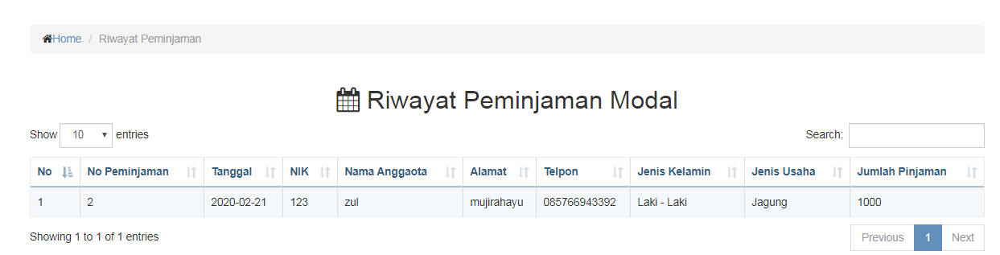 Home / Riwayat Peminjaman
Riwayat Peminjaman Modal
Show 10 entries Search:
No No Peminjaman Tanggal NIK Nama Anggaota Alamat Telpon Jenis Kelamin Jenis Usaha Jumlah Pinjaman
1 2 2020-02-21 123 zul mujirahayu 085766943392 Laki - Laki Jagung 1000
Showing 1 to 1 of 1 entries Previous 1 Next